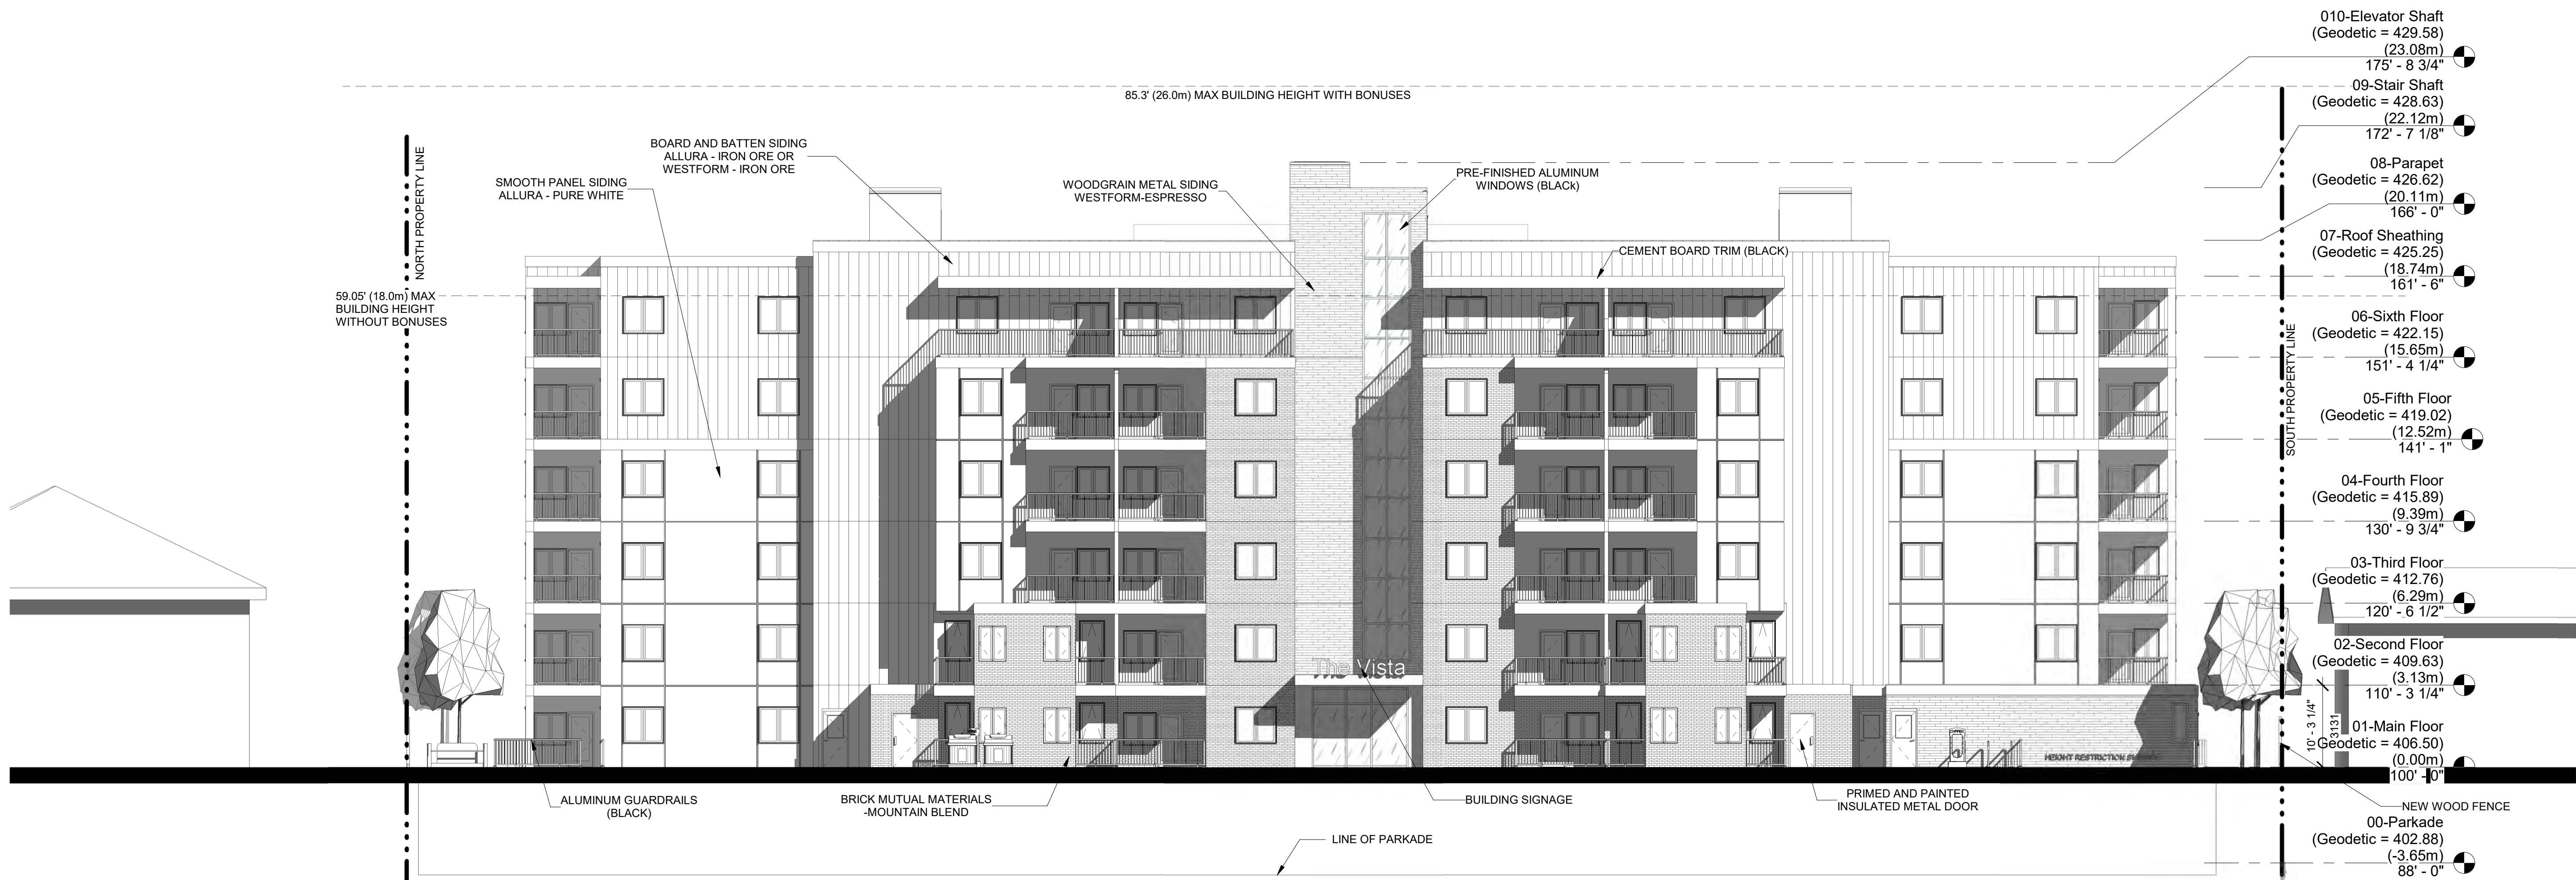 010-Elevator Shaft
(Geodetic = 429.58)
(23.08m)
175' - 8 3/4"
85.3' (26.0m) MAX BUILDING HEIGHT WITH BONUSES
09-Stair Shaft
(Geodetic = 428.63)
(22.12m)
172' - 7 1/8"
NORTH PROPERTY LINE
BOARD AND BATTEN SIDING
ALLURA - IRON ORE OR
WESTFORM - IRON ORE
SMOOTH PANEL SIDING
ALLURA - PURE WHITE
WOODGRAIN METAL SIDING
WESTFORM-ESPRESSO
PRE-FINISHED ALUMINUM
WINDOWS (BLACk)
08-Parapet
(Geodetic = 426.62)
(20.11m)
166' - 0"
CEMENT BOARD TRIM (BLACK)
07-Roof Sheathing
(Geodetic = 425.25)
(18.74m)
161' - 6"
59.05' (18.0m) MAX
BUILDING HEIGHT
WITHOUT BONUSES
06-Sixth Floor
(Geodetic = 422.15)
(15.65m)
151' - 4 1/4"
SOUTH PROPERTY LINE
05-Fifth Floor
(Geodetic = 419.02)
(12.52m)
141' - 1"
04-Fourth Floor
(Geodetic = 415.89)
(9.39m)
130' - 9 3/4"
03-Third Floor
(Geodetic = 412.76)
(6.29m)
120' - 6 1/2"
02-Second Floor
(Geodetic = 409.63)
(3.13m)
110' - 3 1/4"
The Vista
10' - 3 1/4"
3131
01-Main Floor
(Geodetic = 406.50)
(0.00m)
100' - 0"
HEIGHT RESTRICTION
ALUMINUM GUARDRAILS
(BLACK)
BRICK MUTUAL MATERIALS
-MOUNTAIN BLEND
BUILDING SIGNAGE
PRIMED AND PAINTED
INSULATED METAL DOOR
NEW WOOD FENCE
LINE OF PARKADE
00-Parkade
(Geodetic = 402.88)
(-3.65m)
88' - 0"